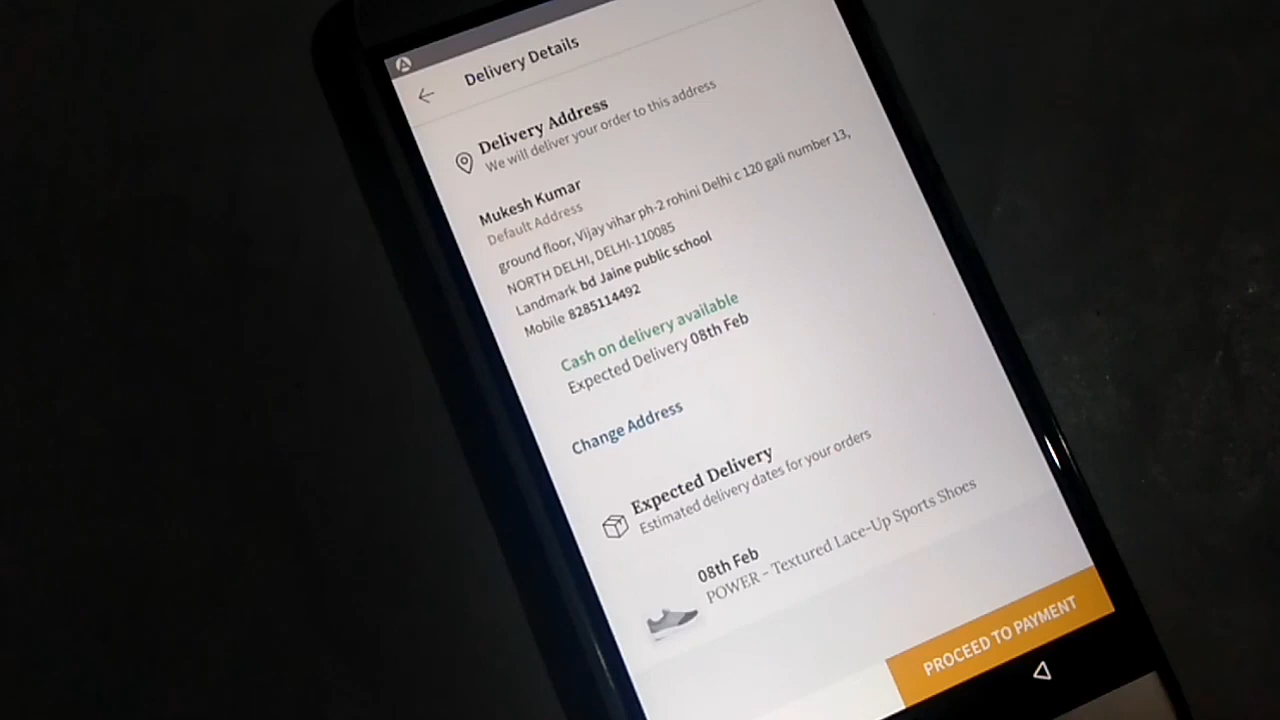 Delivery Details
Delivery Address
We will deliver your order to this address
Mukesh Kumar
Default Address
ground floor, Vijay vihar ph-2 rohini Delhi c 120 gali number 13,
NORTH DELHI, DELHI-110085
Landmark bd Jaine public school
Mobile 8285114492
Cash on delivery available
Expected Delivery 08th Feb
Change Address
Expected Delivery
Estimated delivery dates for your orders
08th Feb
POWER - Textured Lace-Up Sports Shoes
PROCEED TO PAYMENT